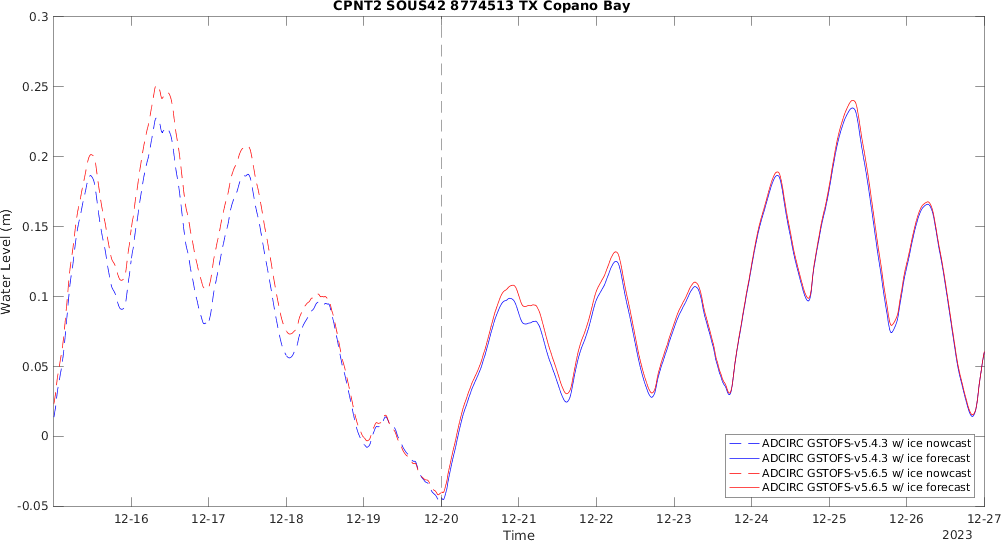 CPNT2 SOUS42 8774513 TX Copano Bay
0.3
0.25
0.2
0.15
0.1
0.05
0
-0.05
Water Level (m)
12-16 12-17 12-18 12-19 12-20 12-21 12-22 12-23 12-24 12-25 12-26 12-27
Time
2023
ADCIRC GSTOFS-v5.4.3 w/ ice nowcast
ADCIRC GSTOFS-v5.4.3 w/ ice forecast
ADCIRC GSTOFS-v5.6.5 w/ ice nowcast
ADCIRC GSTOFS-v5.6.5 w/ ice forecast